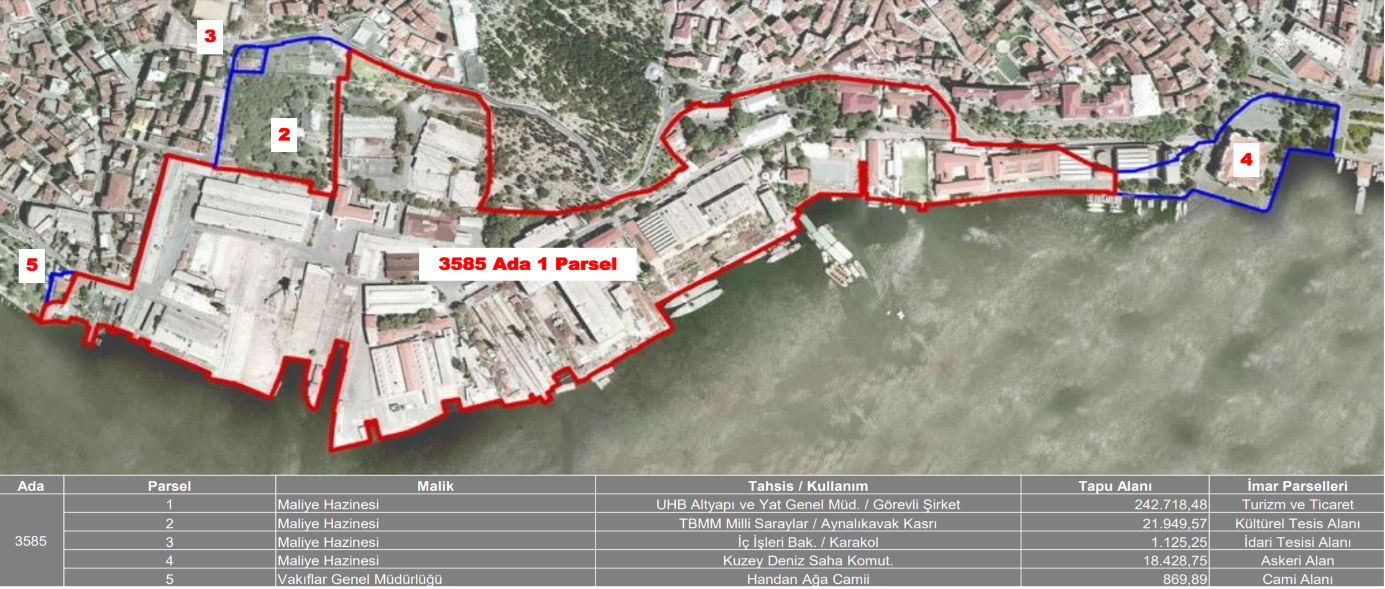 3
2
4
5
3585 Ada 1 Parsel
Ada Parsel Malik Tahsis / Kullanım Tapu Alanı İmar Parselleri
3585
1 Maliye Hazinesi UHB Altyapı ve Yat Genel Müd. / Görevli Şirket 242.718,48 Turizm ve Ticaret
2 Maliye Hazinesi TBMM Milli Saraylar / Aynalıkavak Kasrı 21.949,57 Kültürel Tesis Alanı
3 Maliye Hazinesi İç İşleri Bak. / Karakol 1.125,25 İdari Tesisi Alanı
4 Maliye Hazinesi Kuzey Deniz Saha Komut. 18.428,75 Askeri Alan
5 Vakıflar Genel Müdürlüğü Handan Ağa Camii 869,89 Cami Alanı